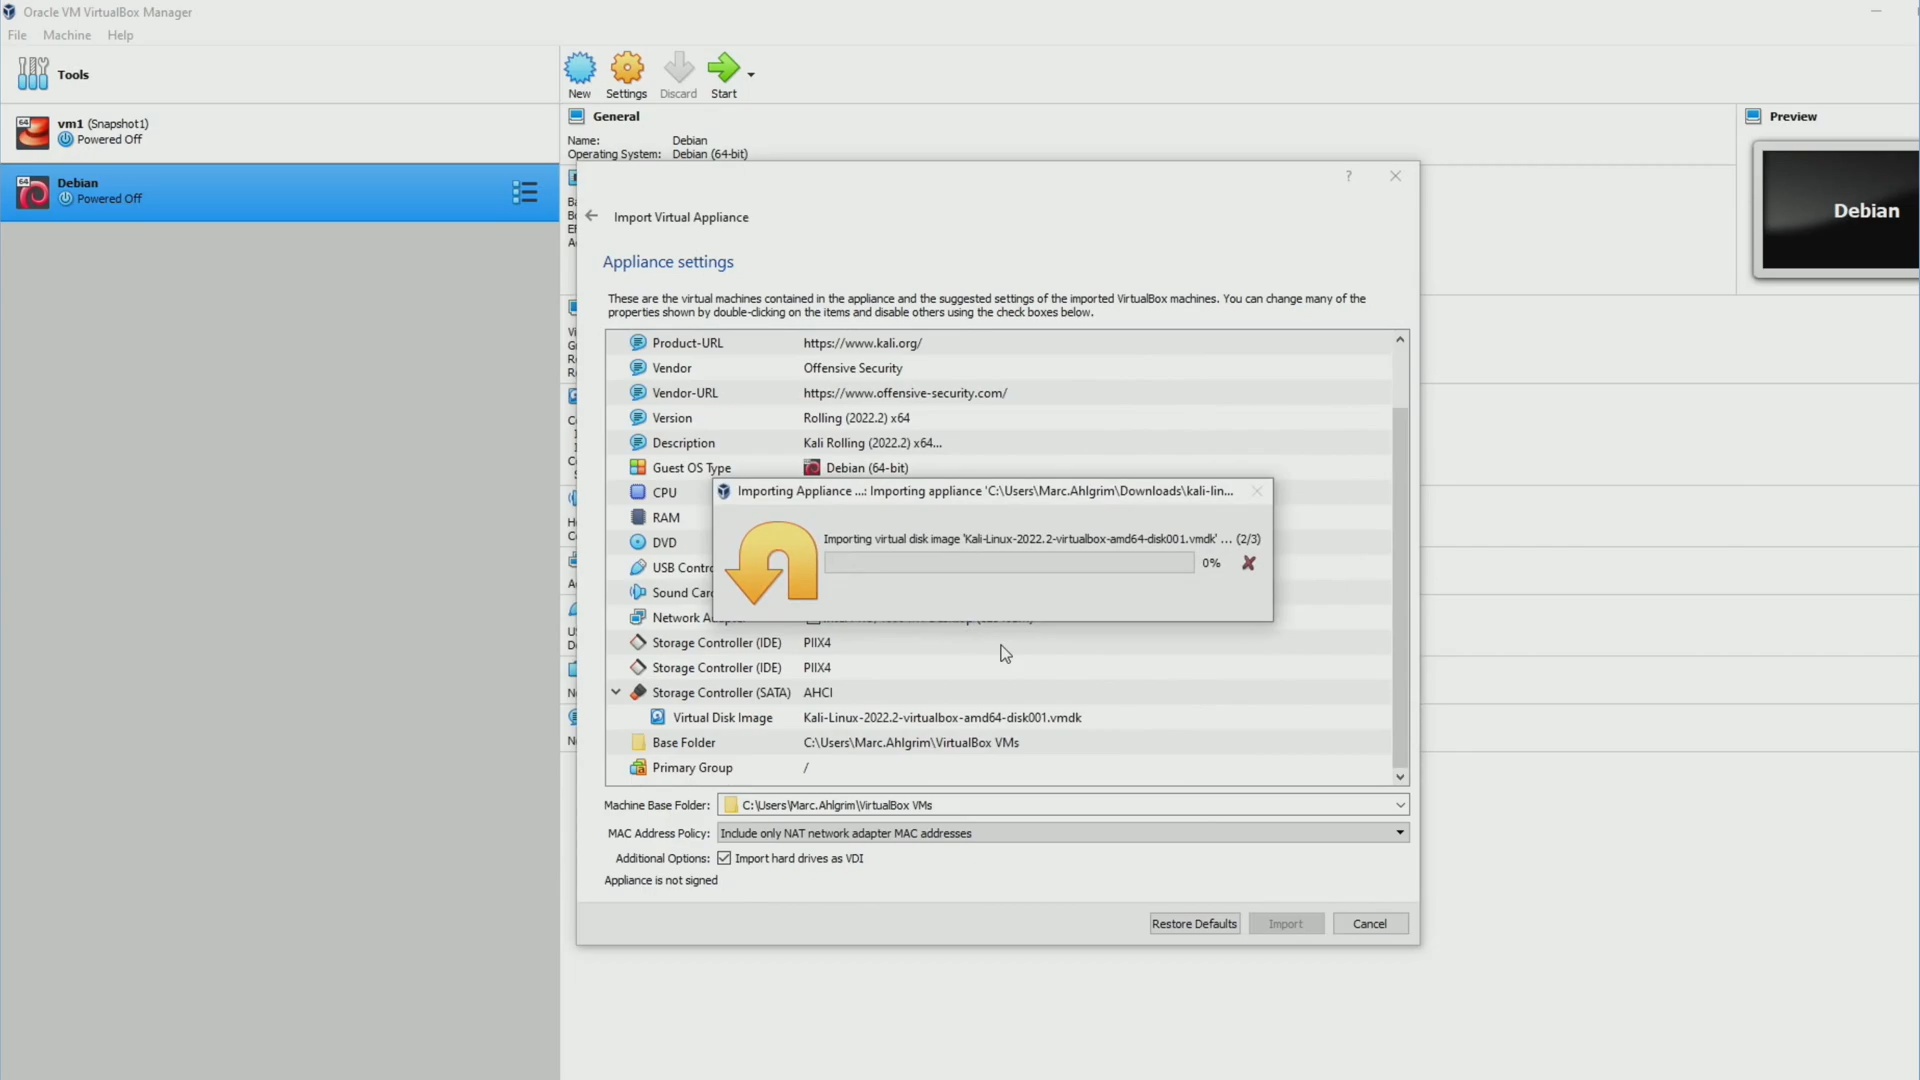 Oracle VM VirtualBox Manager
File Machine Help
Tools
New Settings Discard Start
64 vm1 (Snapshot1)
Powered Off
64 Debian
Powered Off
General
Name: Debian
Operating System: Debian (64-bit)
Preview
Debian
Import Virtual Appliance
Appliance settings
These are the virtual machines contained in the appliance and the suggested settings of the imported VirtualBox machines. You can change many of the
properties shown by double-clicking on the items and disable others using the check boxes below.
Product-URL https://www.kali.org/
Vendor Offensive Security
Vendor-URL https://www.offensive-security.com/
Version Rolling (2022.2) x64
Description Kali Rolling (2022.2) x64...
Guest OS Type Debian (64-bit)
CPU
RAM
DVD
USB Contro
Sound Card
Network A
Importing Appliance ...: Importing appliance 'C:\Users\Marc.Ahlgrim\Downloads\kali-lin...
Importing virtual disk image 'Kali-Linux-2022.2-virtualbox-amd64-disk001.vmdk' ... (2/3)
0%
Storage Controller (IDE) PIIX4
Storage Controller (IDE) PIIX4
Storage Controller (SATA) AHCI
Virtual Disk Image Kali-Linux-2022.2-virtualbox-amd64-disk001.vmdk
Base Folder C:\Users\Marc.Ahlgrim\VirtualBox VMs
Primary Group /
Machine Base Folder: C:\Users\Marc.Ahlgrim\VirtualBox VMs
MAC Address Policy: Include only NAT network adapter MAC addresses
Additional Options: Import hard drives as VDI
Appliance is not signed
Restore Defaults Import Cancel